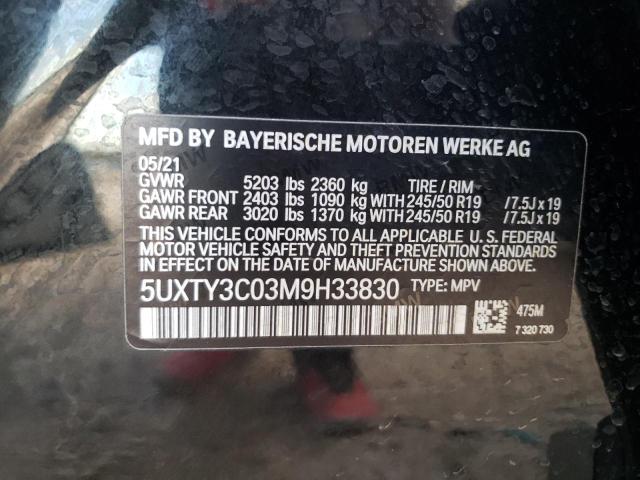 MFD BY BAYERISCHE MOTOREN WERKE AG
05/21
GVWR 5203 lbs 2360 kg TIRE / RIM
GAWR FRONT 2403 lbs 1090 kg WITH 245/50 R19 /7.5J x 19
GAWR REAR 3020 lbs 1370 kg WITH 245/50 R19 /7.5J x 19
THIS VEHICLE CONFORMS TO ALL APPLICABLE U. S. FEDERAL
MOTOR VEHICLE SAFETY AND THEFT PREVENTION STANDARDS
IN EFFECT ON THE DATE OF MANUFACTURE SHOWN ABOVE.
5UXTY3C03M9H33830 TYPE: MPV
475M
7 320 730